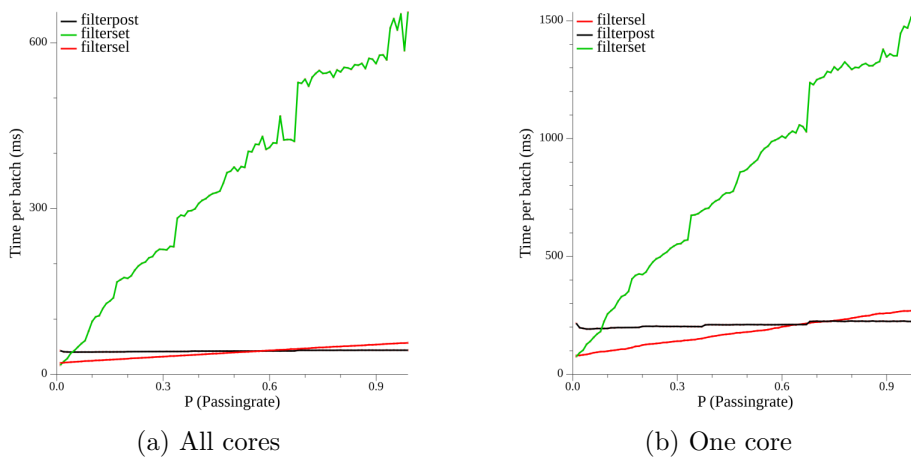 filterpost
filterset
filtersel
600
300
0
0.0
0.3
0.6
0.9
Time per batch (ms)
P (Passingrate)
(a) All cores
filtersel
filterpost
filterset
1500
1000
500
0
0.0
0.3
0.6
0.9
Time per batch (ms)
P (Passingrate)
(b) One core